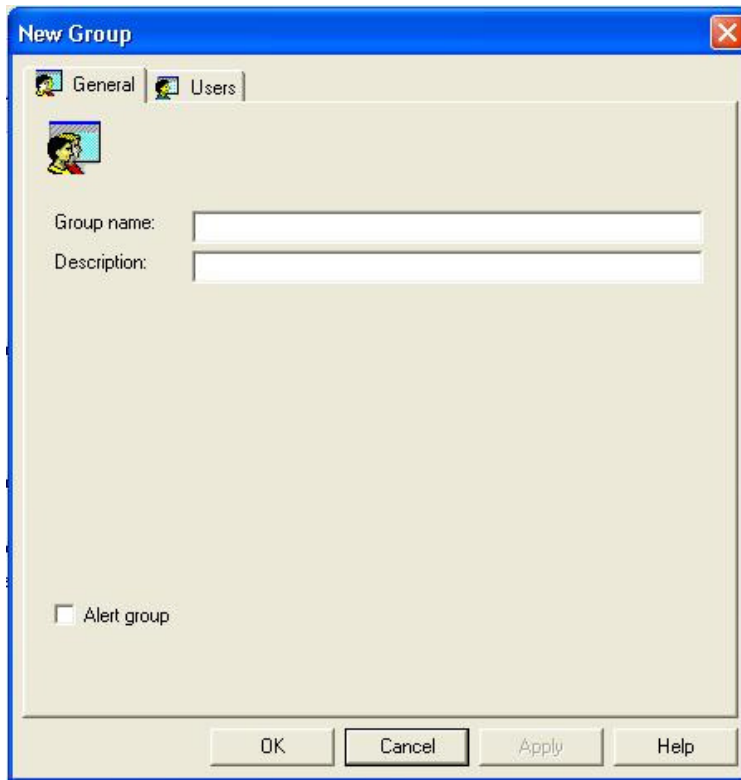 New Group
General Users
Group name:
Description:
Alert group
OK Cancel Apply Help